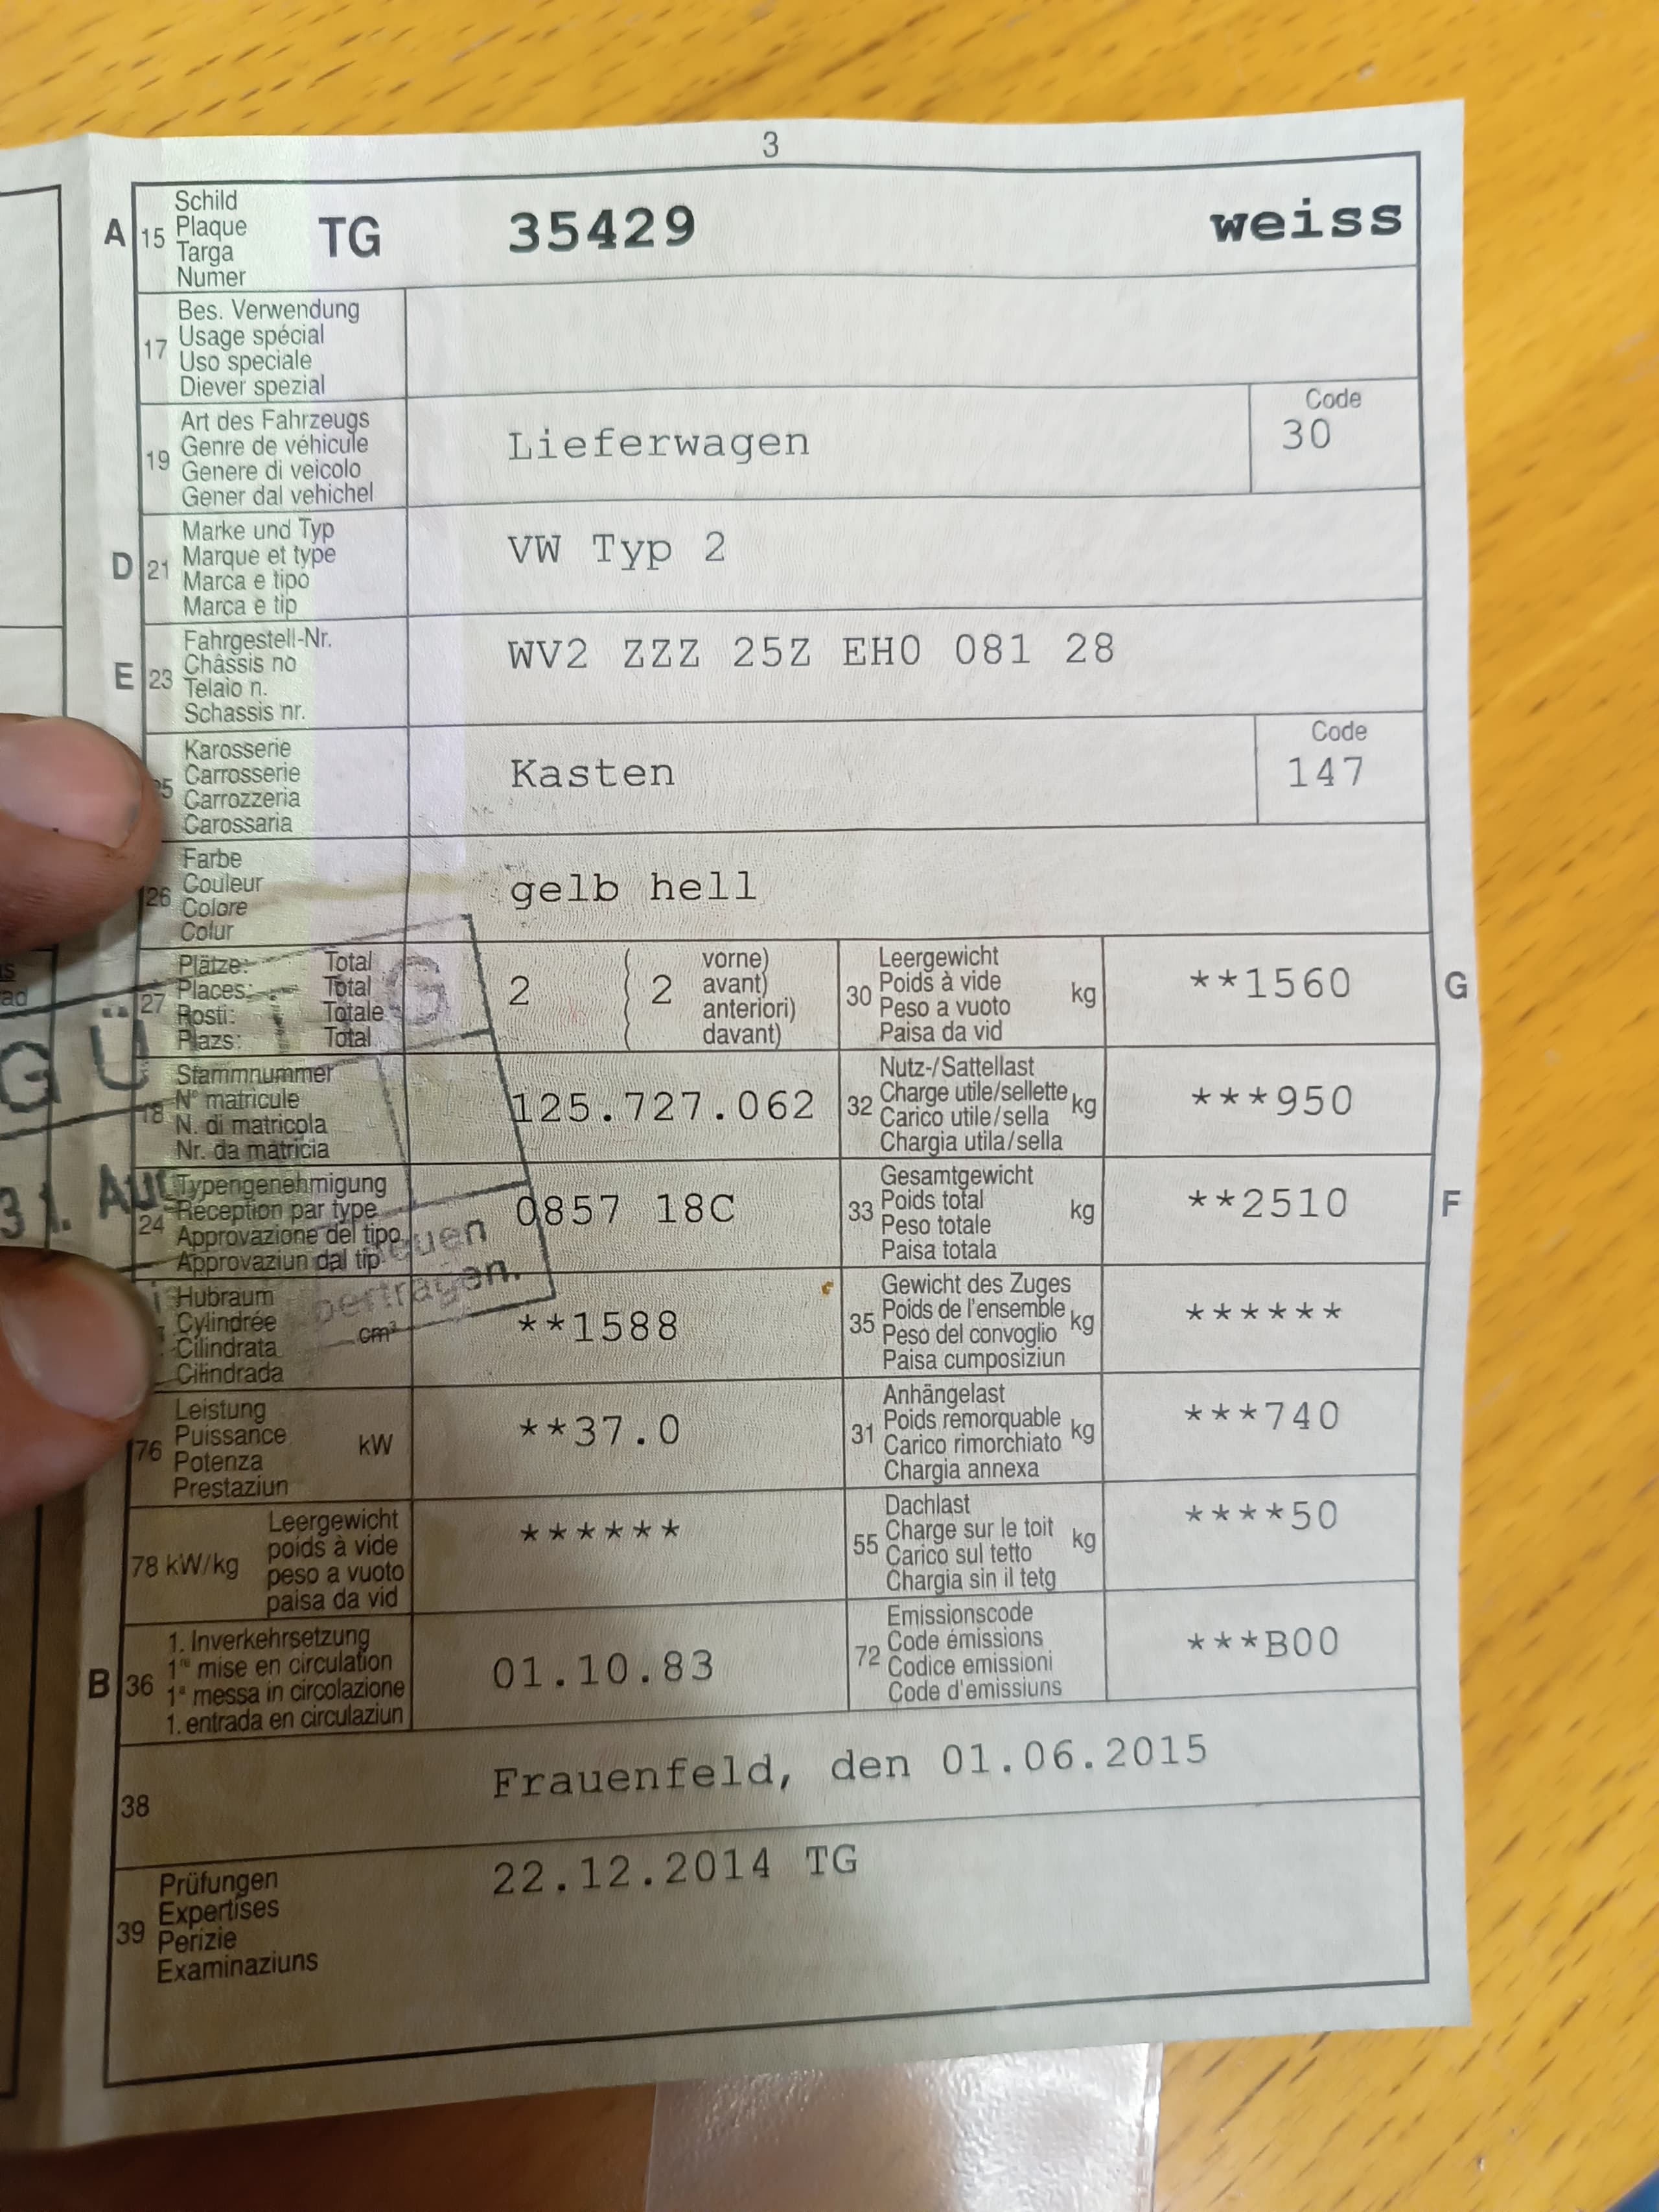 3
A 15 Schild
Plaque
Targa
Numer
TG 35429 weiss
17 Bes. Verwendung
Usage spécial
Uso speciale
Diever spezial
19 Art des Fahrzeugs
Genre de véhicule
Genere di veicolo
Gener dal vehichel
Lieferwagen
Code
30
D 21 Marke und Typ
Marque et type
Marca e tipo
Marca e tip
VW Typ 2
E 23 Fahrgestell-Nr.
Châssis no
Telaio n.
Schassis nr.
WV2 ZZZ 25Z EH0 081 28
Karosserie
Carrosserie
Carrozzeria
Carossaria
Kasten
Code
147
26 Farbe
Couleur
Colore
Colur
gelb hell
27 Plätze: Total
Places: Total
Posti: Totale
Plazs: Total
2 ( 2 vorne)
avant)
anteriori)
davant)
30 Leergewicht
Poids à vide
Peso a vuoto
Paisa da vid
kg
**1560
G
18 Stammnummer
N° matricule
N. di matricola
Nr. da matricla
125.727.062
32 Nutz-/Sattellast
Charge utile/sellette
Carico utile/sella
Chargia utila/sella
kg
***950
24 Typengenehmigung
Réception par type
Approvazione del tipo
Approvaziun dal tip
0857 18C
33 Gesamtgewicht
Poids total
Peso totale
Paisa totala
kg
**2510
F
Hubraum
Cylindrée
Cilindrata
Cilindrada
cm³
**1588
35 Gewicht des Zuges
Poids de l'ensemble
Peso del convoglio
Paisa cumposiziun
kg
******
76 Leistung
Puissance
Potenza
Prestaziun
kW
**37.0
31 Anhängelast
Poids remorquable
Carico rimorchiato
Chargia annexa
kg
***740
78 kW/kg
Leergewicht
poids à vide
peso a vuoto
paisa da vid
******
55 Dachlast
Charge sur le toit
Carico sul tetto
Chargia sin il tetg
kg
****50
B 36 1. Inverkehrsetzung
1re mise en circulation
1a messa in circolazione
1. entrada en circulaziun
01.10.83
72 Emissionscode
Code émissions
Codice emissioni
Code d'emissiuns
***B00
38
Frauenfeld, den 01.06.2015
39 Prüfungen
Expertises
Perizie
Examinaziuns
22.12.2014 TG